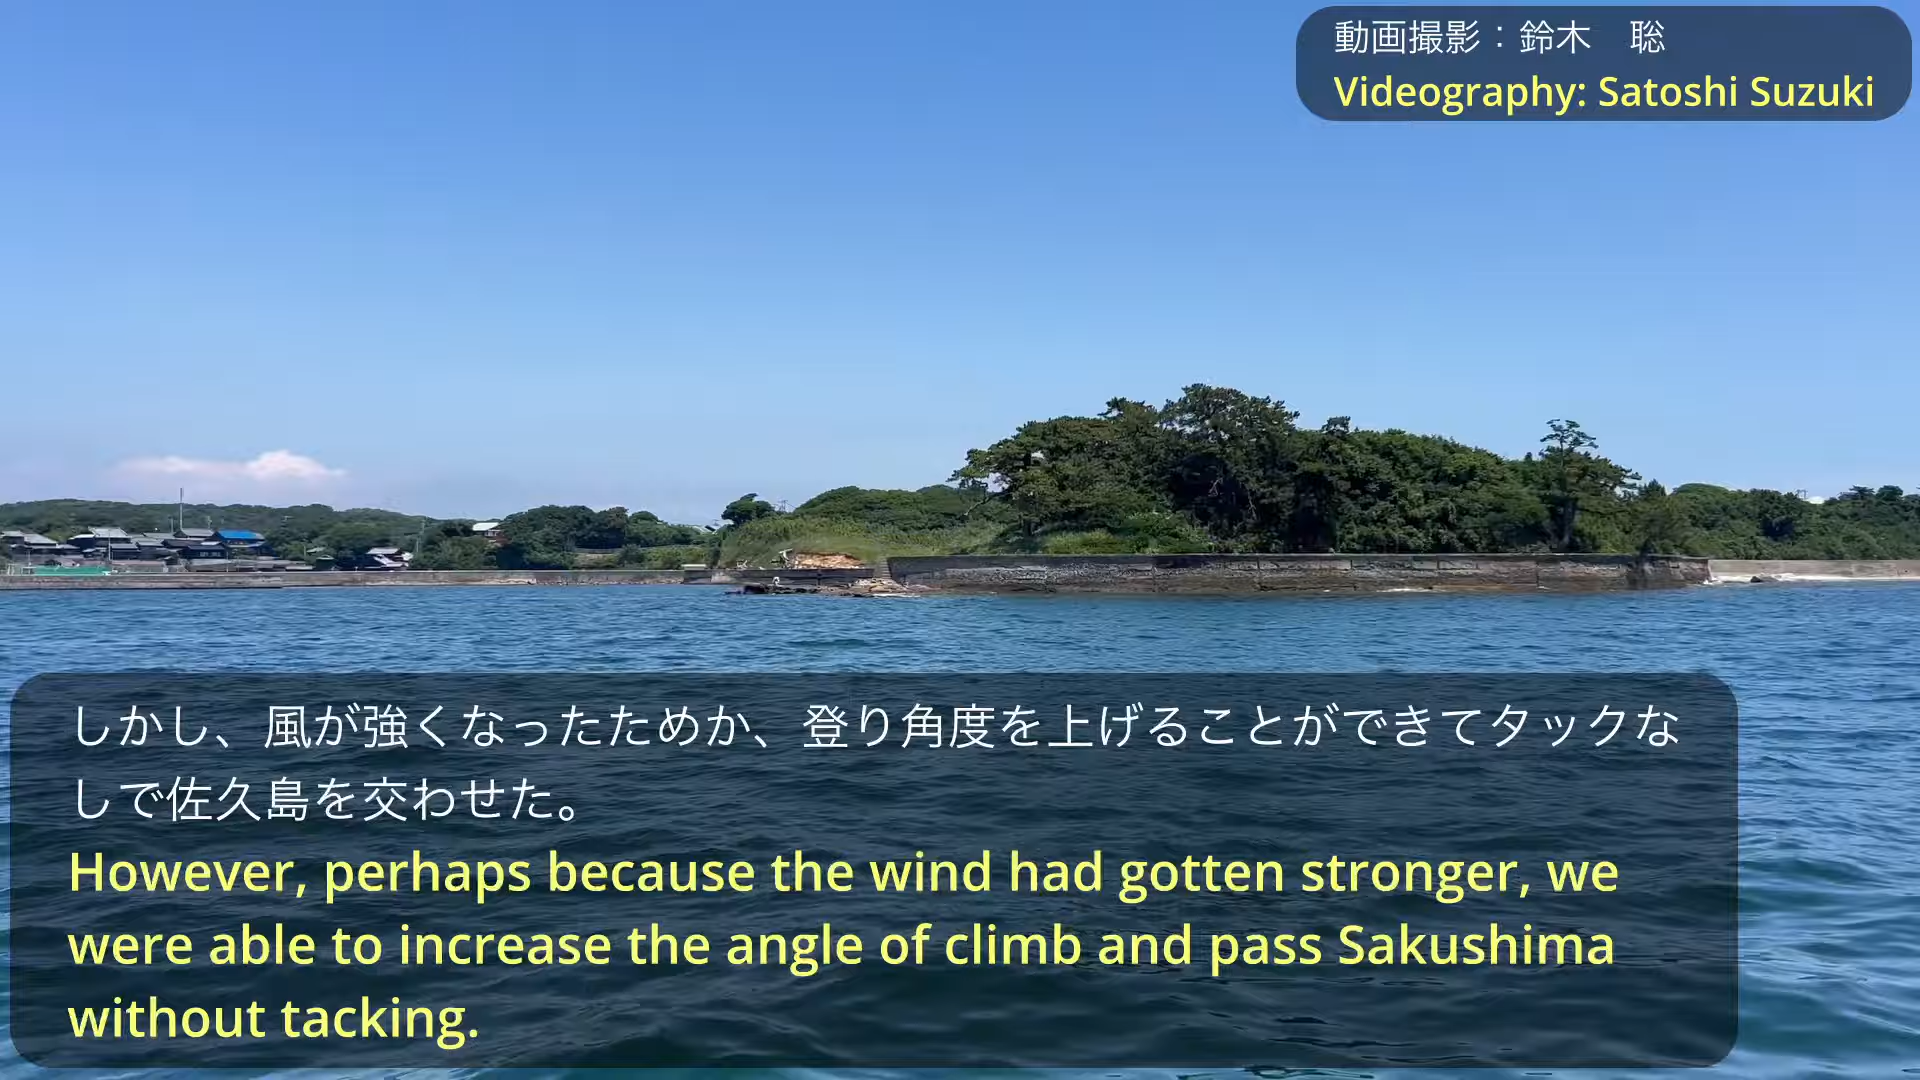 動画撮影：鈴木　聡
Videography: Satoshi Suzuki
しかし、風が強くなったためか、登り角度を上げることができてタックな
しで佐久島を交わせた。
However, perhaps because the wind had gotten stronger, we
were able to increase the angle of climb and pass Sakushima
without tacking.